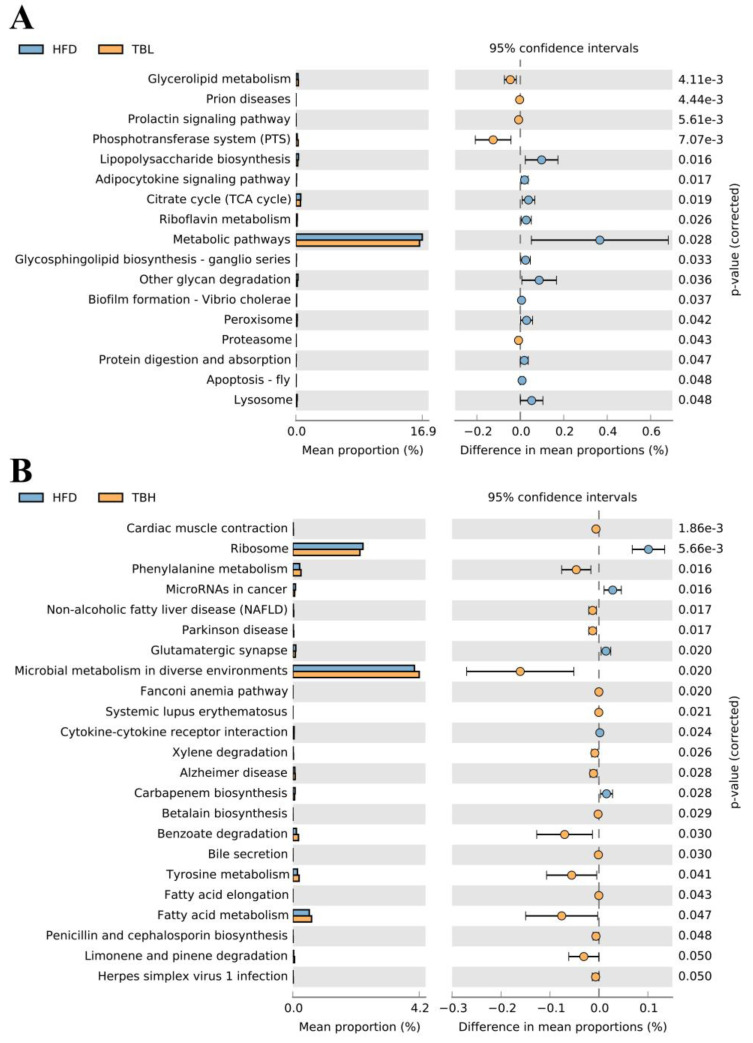 A
HFD TBL 95% confidence intervals
Glycerolipid metabolism 4.11e-3
Prion diseases 4.44e-3
Prolactin signaling pathway 5.61e-3
Phosphotransferase system (PTS) 7.07e-3
Lipopolysaccharide biosynthesis 0.016
Adipocytokine signaling pathway 0.017
Citrate cycle (TCA cycle) 0.019
Riboflavin metabolism 0.026
Metabolic pathways 0.028
Glycosphingolipid biosynthesis - ganglio series 0.033
Other glycan degradation 0.036
Biofilm formation - Vibrio cholerae 0.037
Peroxisome 0.042
Proteasome 0.043
Protein digestion and absorption 0.047
Apoptosis - fly 0.048
Lysosome 0.048
p-value (corrected)
0.0 16.9 −0.2 0.0 0.2 0.4 0.6
Mean proportion (%) Difference in mean proportions (%)
B
HFD TBH 95% confidence intervals
Cardiac muscle contraction 1.86e-3
Ribosome 5.66e-3
Phenylalanine metabolism 0.016
MicroRNAs in cancer 0.016
Non-alcoholic fatty liver disease (NAFLD) 0.017
Parkinson disease 0.017
Glutamatergic synapse 0.020
Microbial metabolism in diverse environments 0.020
Fanconi anemia pathway 0.020
Systemic lupus erythematosus 0.021
Cytokine-cytokine receptor interaction 0.024
Xylene degradation 0.026
Alzheimer disease 0.028
Carbapenem biosynthesis 0.028
Betalain biosynthesis 0.029
Benzoate degradation 0.030
Bile secretion 0.030
Tyrosine metabolism 0.041
Fatty acid elongation 0.043
Fatty acid metabolism 0.047
Penicillin and cephalosporin biosynthesis 0.048
Limonene and pinene degradation 0.050
Herpes simplex virus 1 infection 0.050
p-value (corrected)
0.0 4.2 −0.3 −0.2 −0.1 0.0 0.1
Mean proportion (%) Difference in mean proportions (%)